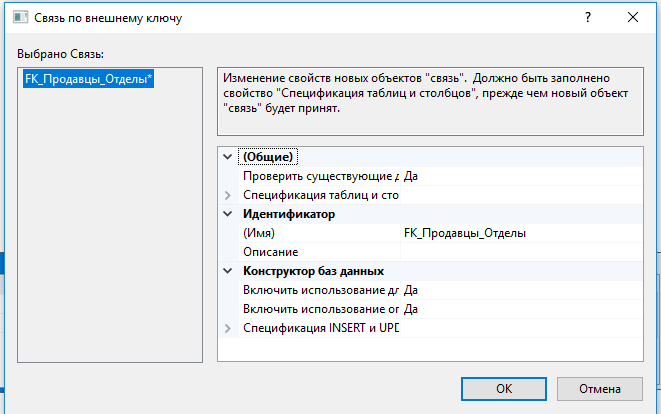 Связь по внешнему ключу
?
Выбрано Связь:
FK_Продавцы_Отделы*
Изменение свойств новых объектов "связь". Должно быть заполнено
свойство "Спецификация таблиц и столбцов", прежде чем новый объект
"связь" будет принят.
(Общие)
Проверить существующие д Да
Спецификация таблиц и сто
Идентификатор
(Имя) FK_Продавцы_Отделы
Описание
Конструктор баз данных
Включить использование дл Да
Включить использование ог Да
Спецификация INSERT и UPD
OK
Отмена